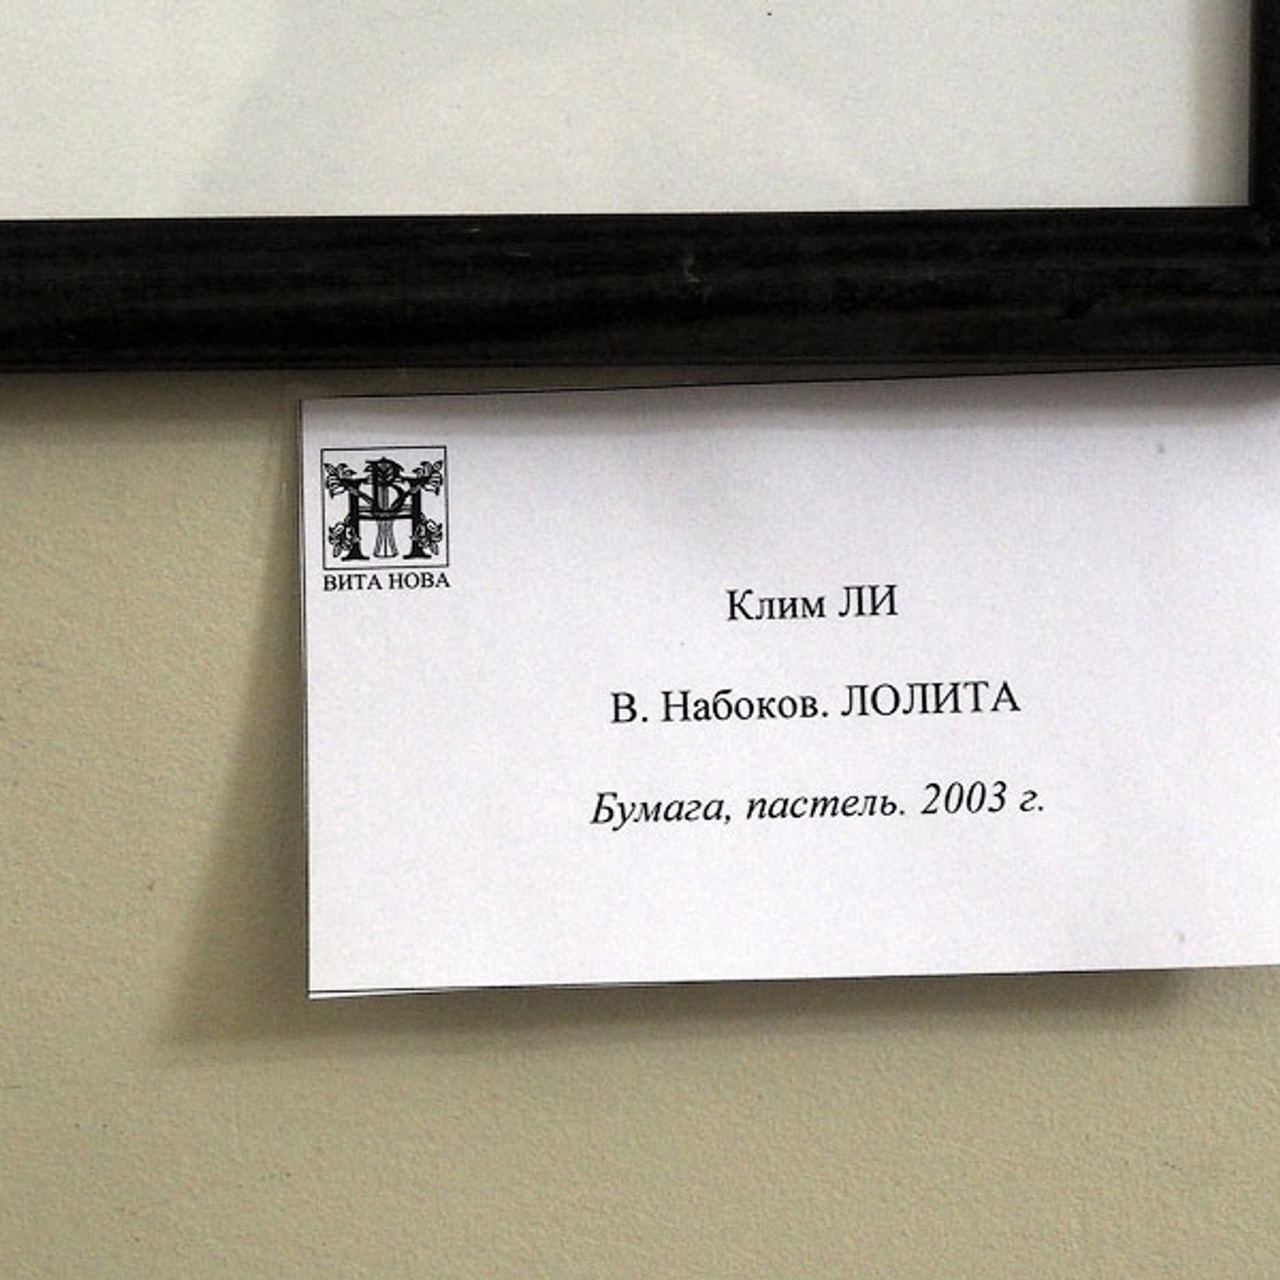 ВИТА НОВА
Клим ЛИ
В. Набоков. ЛОЛИТА
Бумага, пастель. 2003 г.